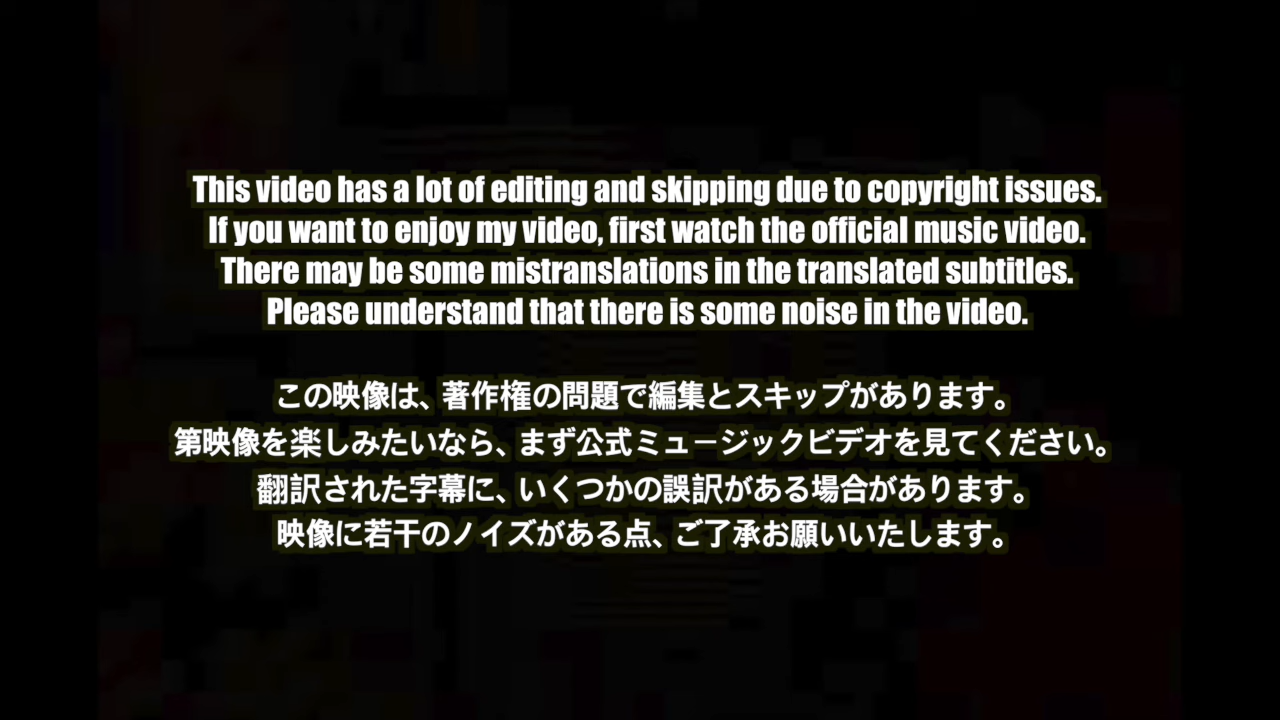 This video has a lot of editing and skipping due to copyright issues.
If you want to enjoy my video, first watch the official music video.
There may be some mistranslations in the translated subtitles.
Please understand that there is some noise in the video.
この映像は、著作権の問題で編集とスキップがあります。
第映像を楽しみたいなら、まず公式ミュージックビデオを見てください。
翻訳された字幕に、いくつかの誤訳がある場合があります。
映像に若干のノイズがある点、ご了承お願いいたします。